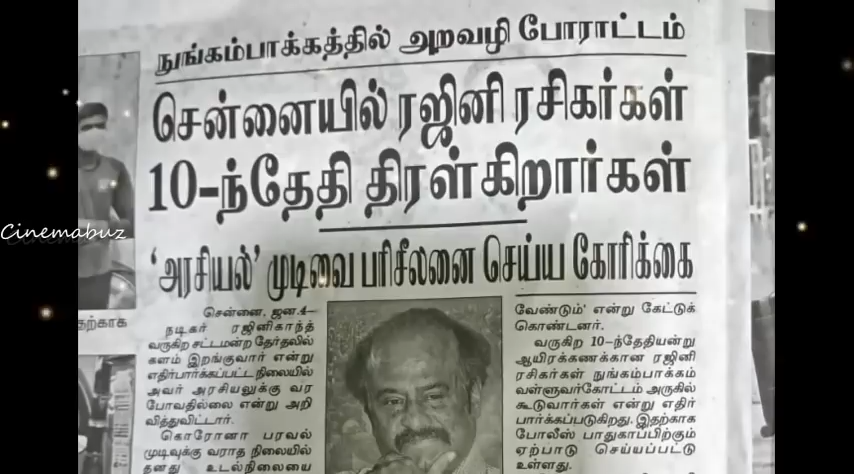 நுங்கம்பாக்கத்தில் அறவழி போராட்டம்
சென்னையில் ரஜினி ரசிகர்கள்
10-ந்தேதி திரள்கிறார்கள்
'அரசியல்' முடிவை பரிசீலனை செய்ய கோரிக்கை
சென்னை, ஜன.4–
நடிகர் ரஜினிகாந்த்
வருகிற சட்டமன்ற தேர்தலில்
களம் இறங்குவார் என்று
எதிர்பார்க்கப்பட்ட நிலையில்
அவர் அரசியலுக்கு வர
போவதில்லை என்று அறி
வித்துவிட்டார்.
கொரோனா பரவல்
முடிவுக்கு வராத நிலையில்
தனது உடல்நிலையை
வேண்டும்' என்று கேட்டுக்
கொண்டனர்.
வருகிற 10-ந்தேதியன்று
ஆயிரக்கணக்கான ரஜினி
ரசிகர்கள் நுங்கம்பாக்கம்
வள்ளுவர்கோட்டம் அருகில்
கூடுவார்கள் என்று எதிர்
பார்க்கப்படுகிறது. இதற்காக
போலீஸ் பாதுகாப்பிற்கும்
ஏற்பாடு செய்யப்பட்டு
உள்ளது.
தற்காக
Cinemabuz